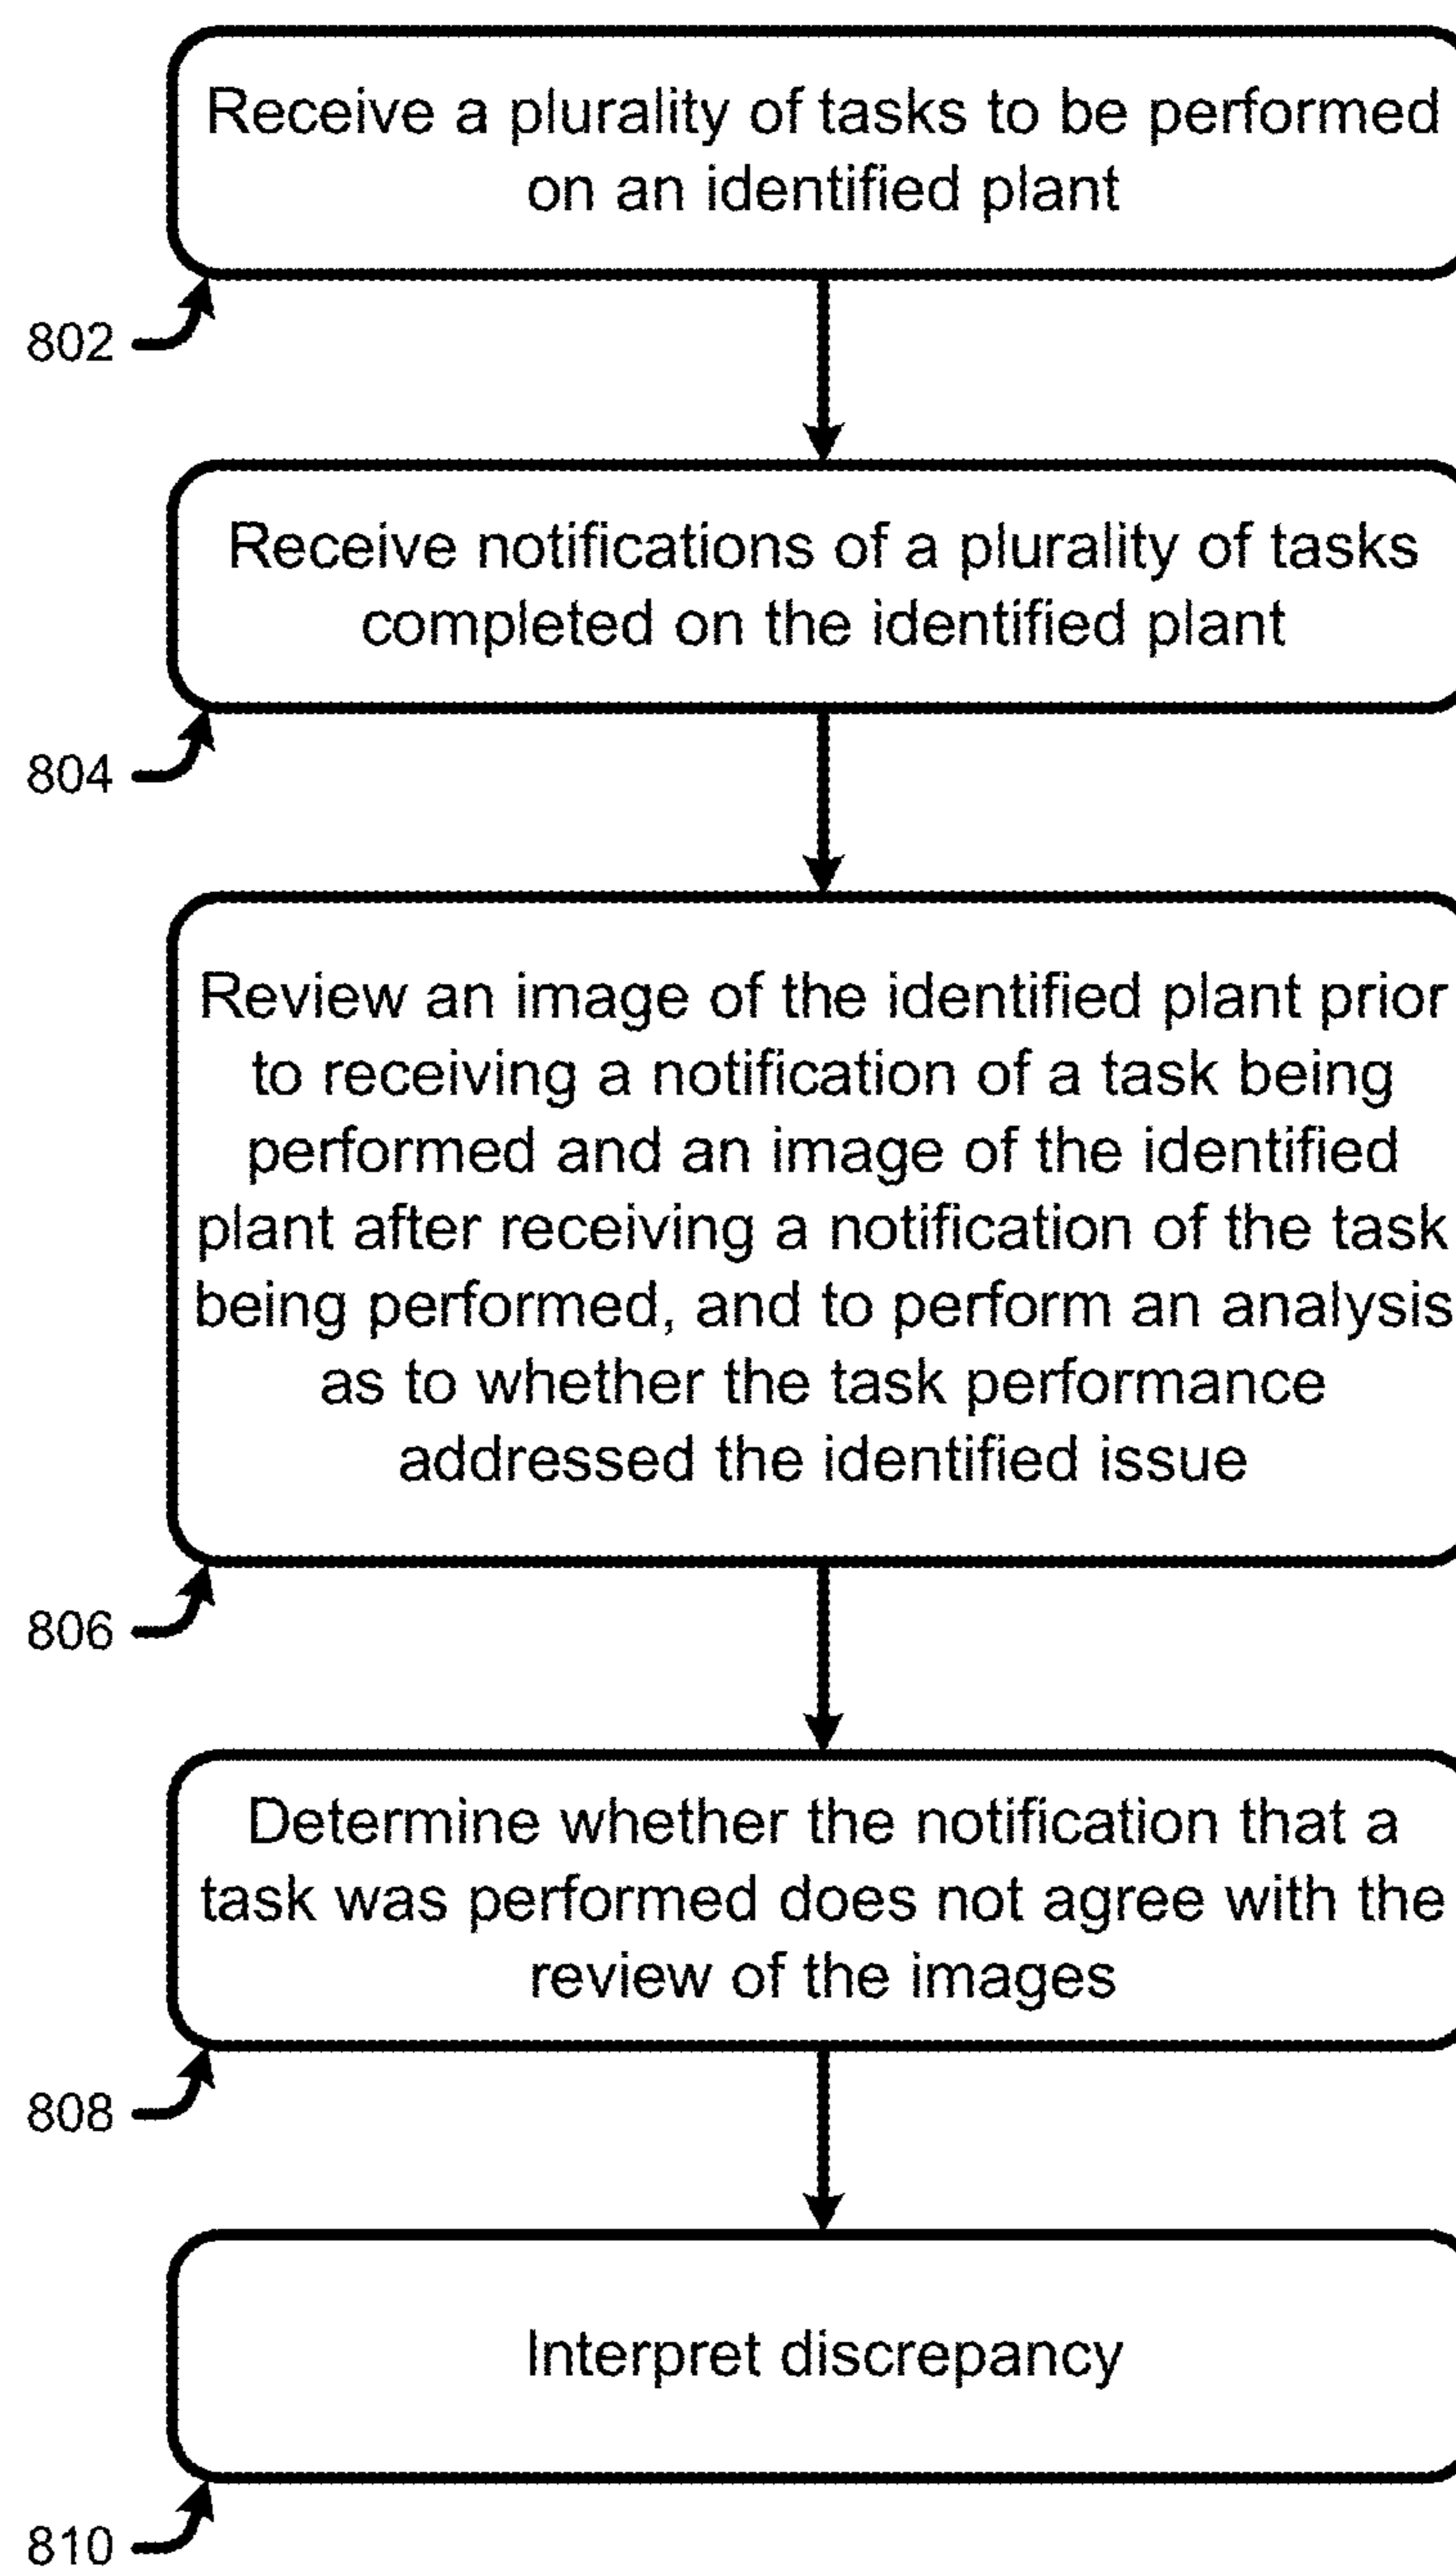 Receive a plurality of tasks to be performed
on an identified plant
802
Receive notifications of a plurality of tasks
completed on the identified plant
804
Review an image of the identified plant prior
to receiving a notification of a task being
performed and an image of the identified
plant after receiving a notification of the task
being performed, and to perform an analysis
as to whether the task performance
addressed the identified issue
806
Determine whether the notification that a
task was performed does not agree with the
review of the images
808
Interpret discrepancy
810